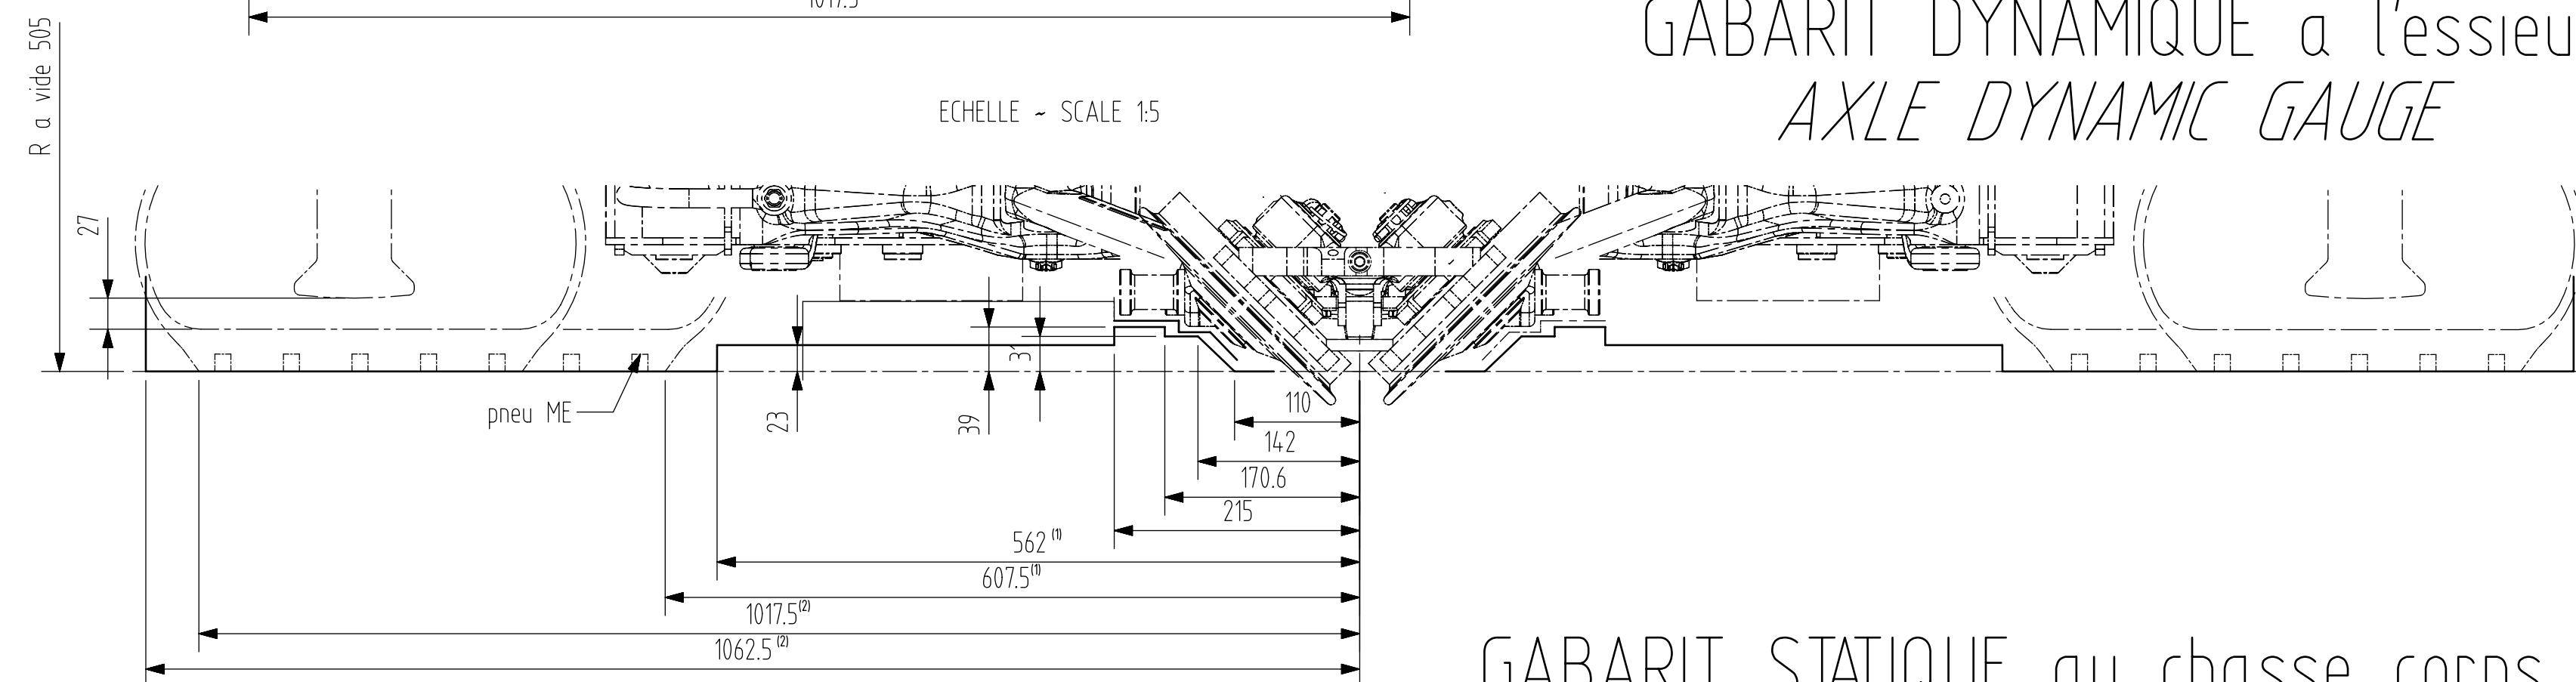 1017.5
GABARIT DYNAMIQUE a l'essieu
AXLE DYNAMIC GAUGE
R a vide 505
ECHELLE ~ SCALE 1:5
27
pneu ME
23
39
110
142
170.6
215
562 (1)
607.5(1)
1017.5(2)
1062.5 (2)
GABARIT STATIQUE au chasse corps